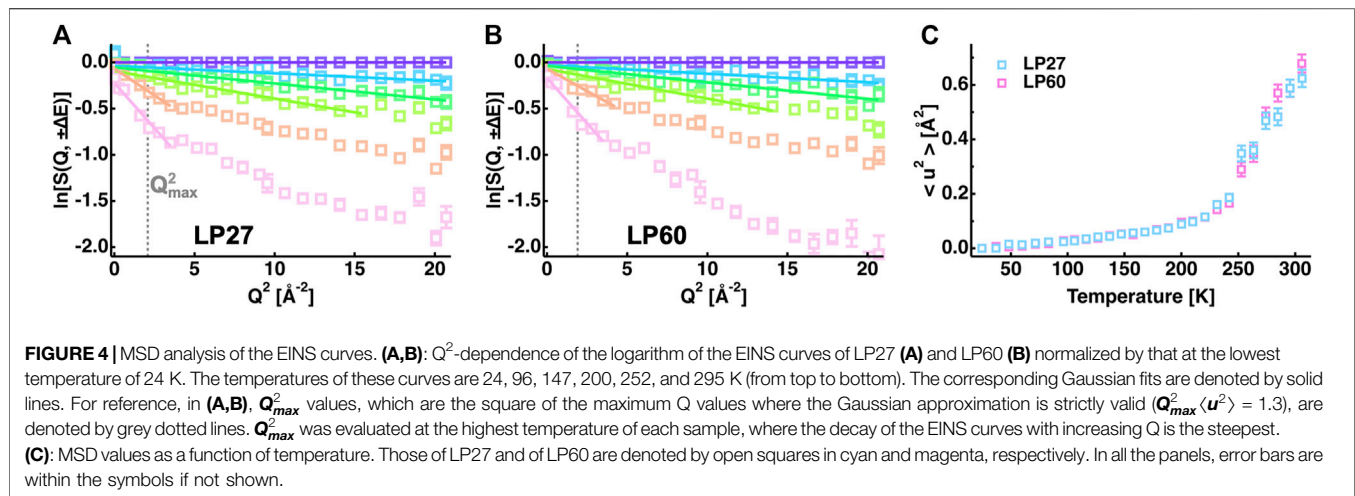 A
B
C
0.0
-0.5
-1.0
-1.5
-2.0
ln[S(Q, ±ΔE)]
Q²max
LP27
0 5 10 15 20
Q² [Å⁻²]
0.0
-0.5
-1.0
-1.5
-2.0
ln[S(Q, ±ΔE)]
LP60
0 5 10 15 20
Q² [Å⁻²]
LP27
LP60
0.6
0.4
0.2
0.0
< u² > [Å²]
50 100 150 200 250 300
Temperature [K]
FIGURE 4 | MSD analysis of the EINS curves. (A,B): Q²-dependence of the logarithm of the EINS curves of LP27 (A) and LP60 (B) normalized by that at the lowest
temperature of 24 K. The temperatures of these curves are 24, 96, 147, 200, 252, and 295 K (from top to bottom). The corresponding Gaussian fits are denoted by solid
lines. For reference, in (A,B), Q²max values, which are the square of the maximum Q values where the Gaussian approximation is strictly valid (Q²max⟨u²⟩ = 1.3), are
denoted by grey dotted lines. Q²max was evaluated at the highest temperature of each sample, where the decay of the EINS curves with increasing Q is the steepest.
(C): MSD values as a function of temperature. Those of LP27 and of LP60 are denoted by open squares in cyan and magenta, respectively. In all the panels, error bars are
within the symbols if not shown.